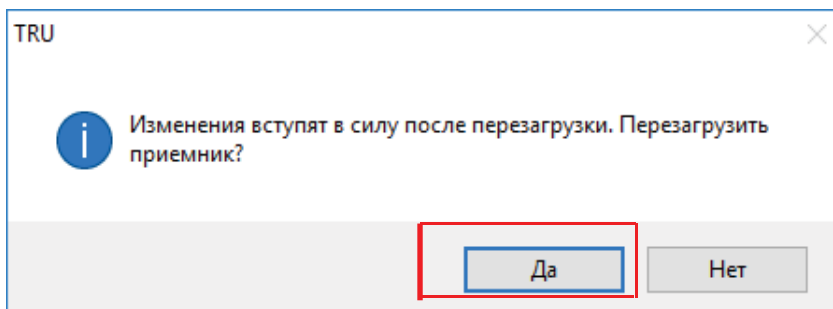 TRU
Изменения вступят в силу после перезагрузки. Перезагрузить
приемник?
Да
Нет